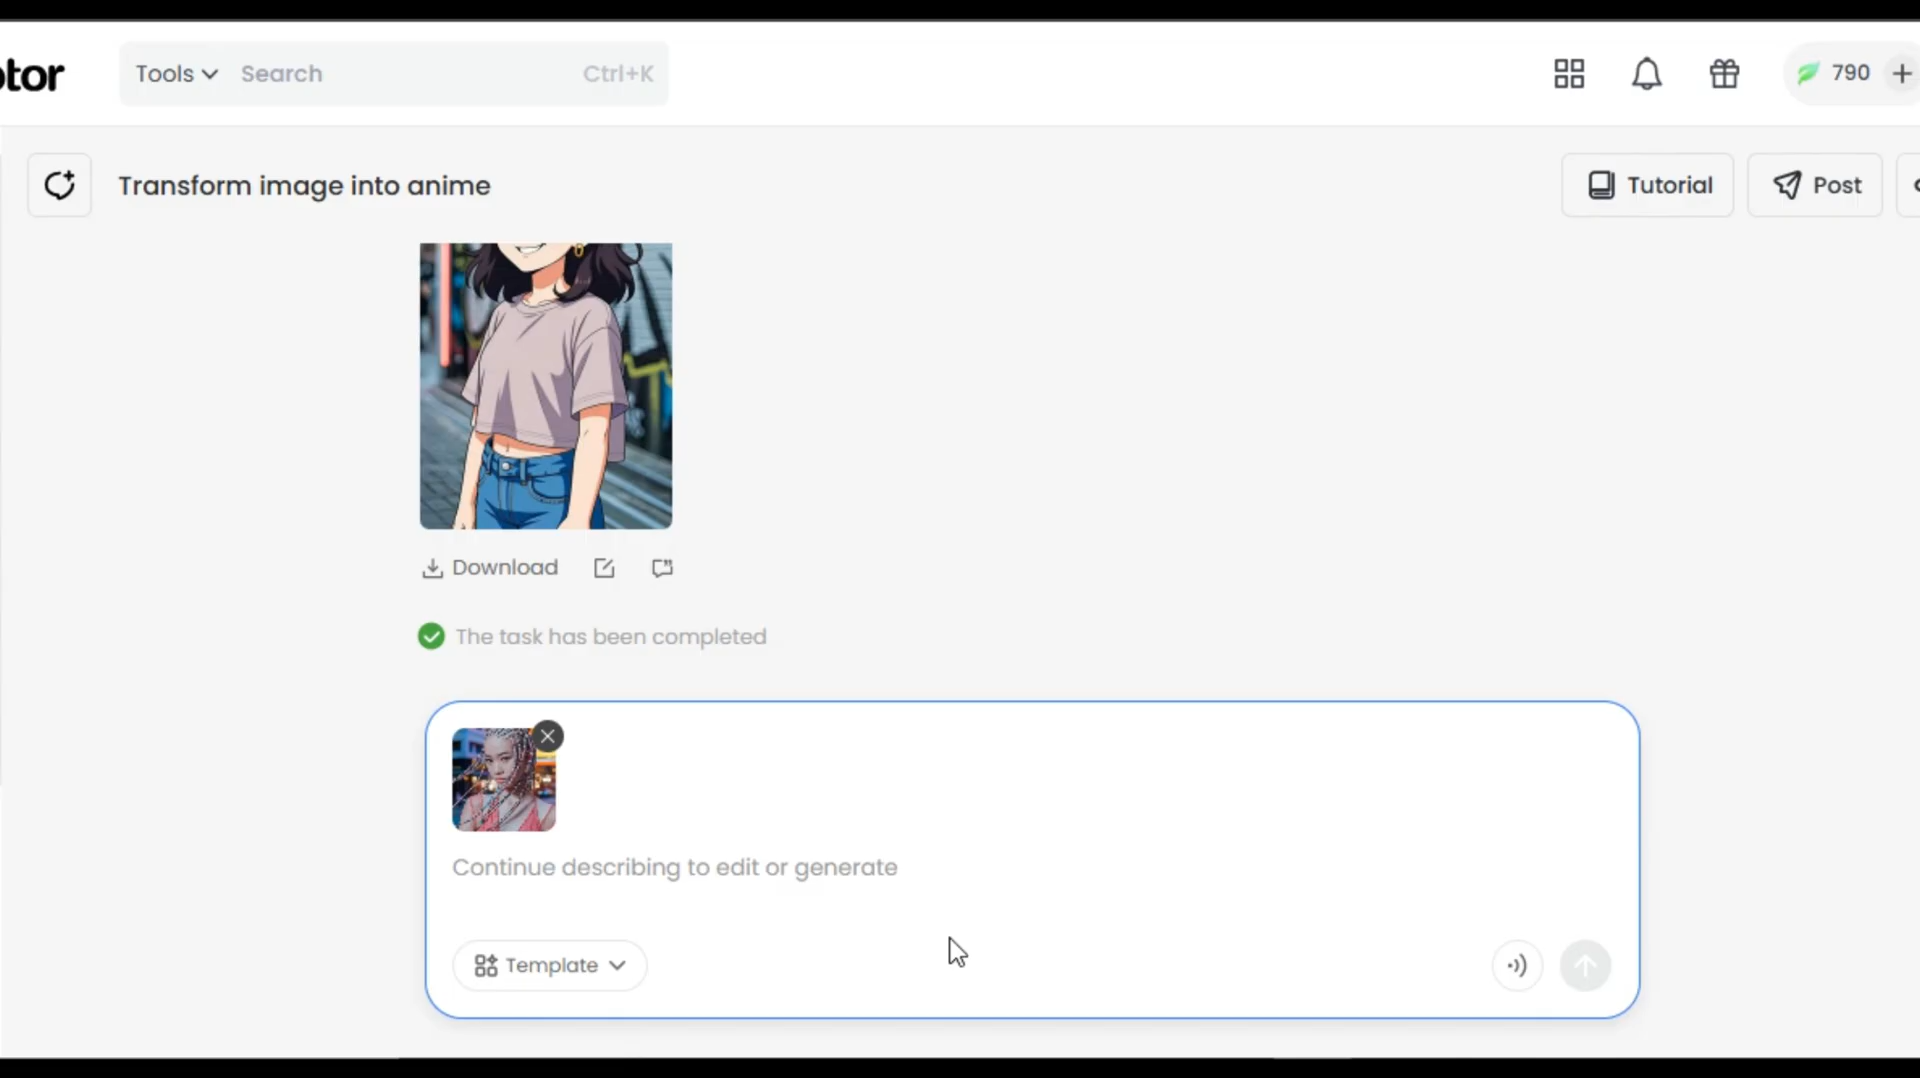 otor
Tools Search Ctrl+K
790
Transform image into anime
Tutorial
Post
Download
The task has been completed
Continue describing to edit or generate
Template